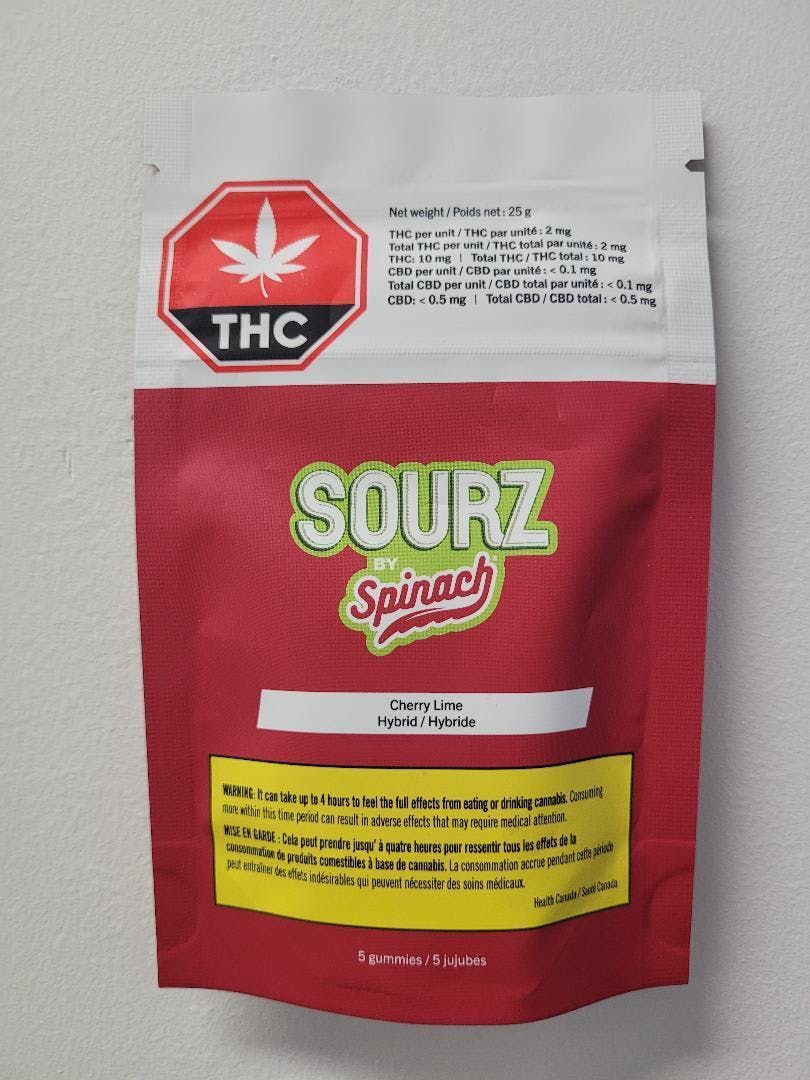 THC
Net weight / Poids net : 25 g
THC per unit / THC par unité : 2 mg
Total THC per unit / THC total par unité : 2 mg
THC: 10 mg | Total THC / THC total : 10 mg
CBD per unit / CBD par unité : < 0.1 mg
Total CBD per unit / CBD total par unité : < 0.1 mg
CBD: < 0.5 mg | Total CBD / CBD total : < 0.5 mg
SOURZ
BY
Spinach
Cherry Lime
Hybrid / Hybride
WARNING: It can take up to 4 hours to feel the full effects from eating or drinking cannabis. Consuming
more within this time period can result in adverse effects that may require medical attention.
MISE EN GARDE : Cela peut prendre jusqu' à quatre heures pour ressentir tous les effets de la
consommation de produits comestibles à base de cannabis. La consommation accrue pendant cette période
peut entraîner des effets indésirables qui peuvent nécessiter des soins médicaux.
Health Canada / Santé Canada
5 gummies / 5 jujubes